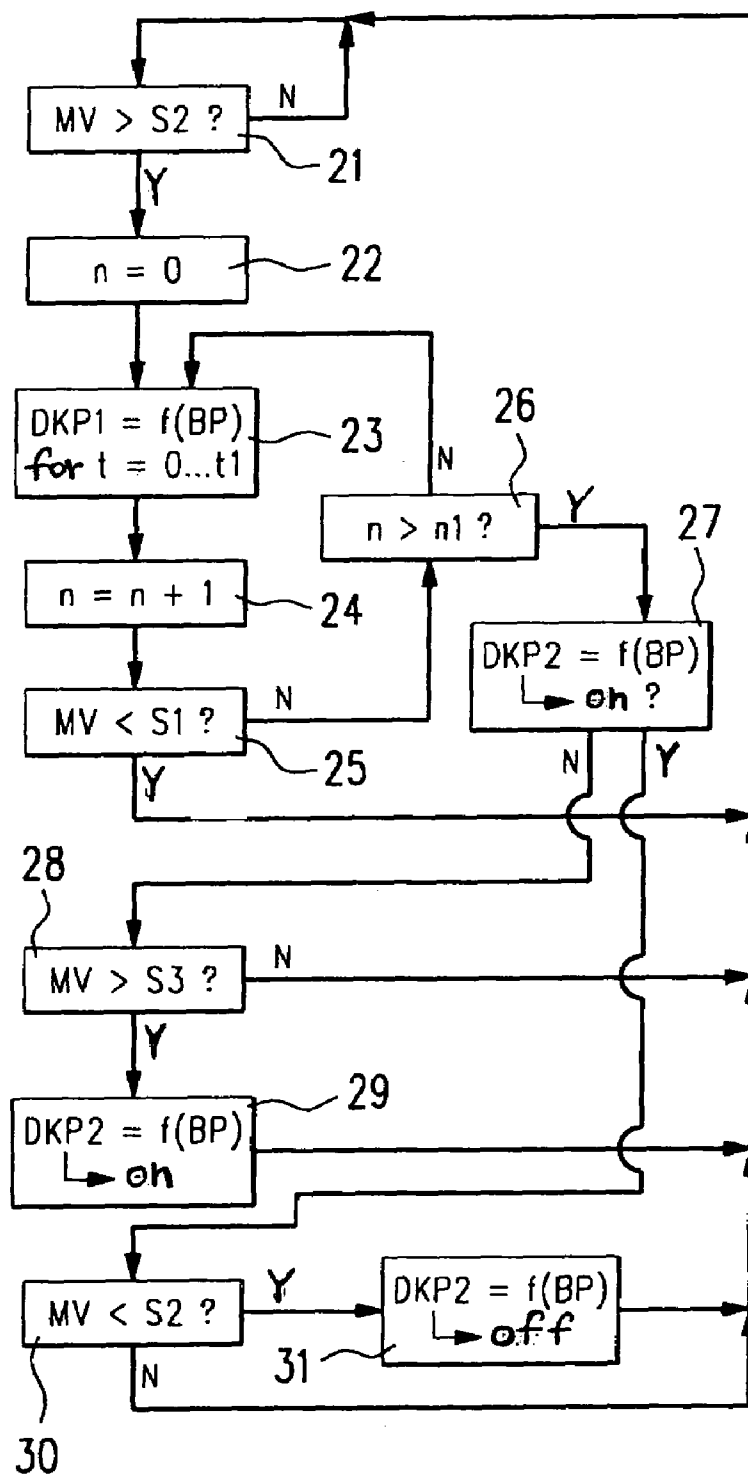 MV > S2 ?
N
21
Y
n = 0
22
DKP1 = f(BP)
for t = 0...t1
23
N
26
n > n1 ?
Y
27
n = n + 1
24
DKP2 = f(BP)
on ?
MV < S1 ?
N
25
Y
N
Y
28
MV > S3 ?
N
Y
29
DKP2 = f(BP)
on
MV < S2 ?
Y
DKP2 = f(BP)
off
31
N
30